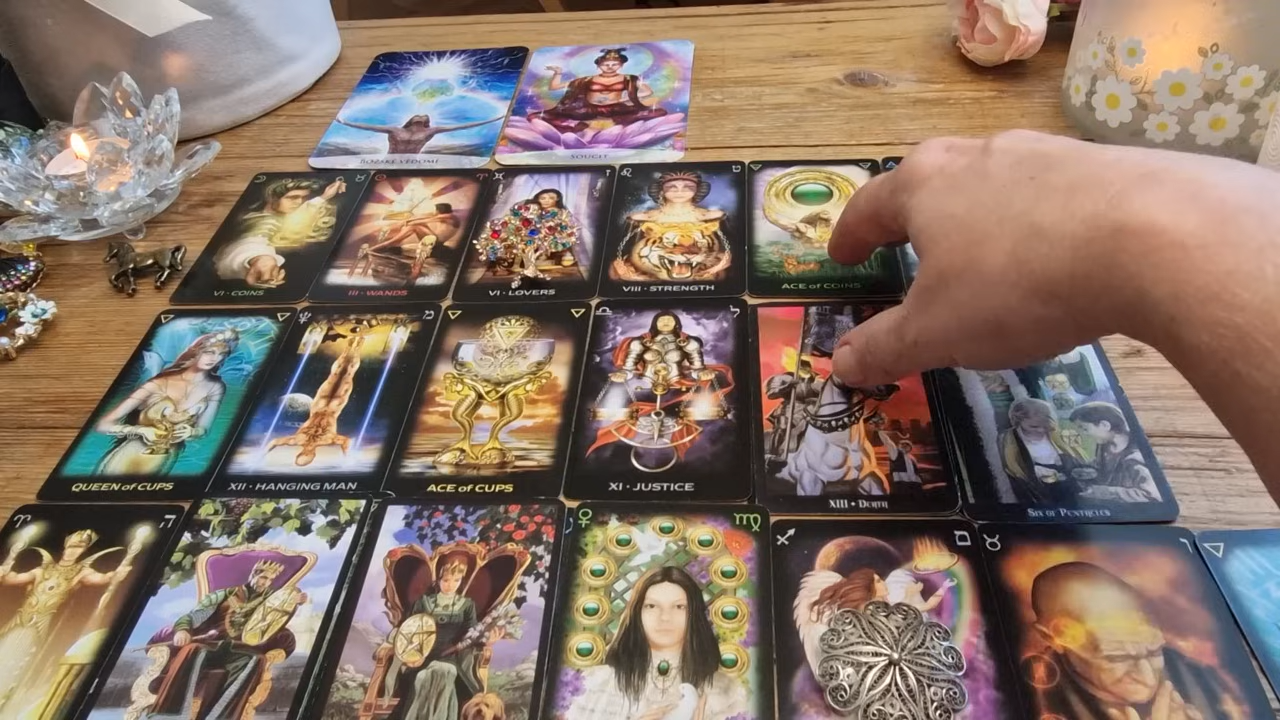 BOŽSKÉ VĚDOMÍ
SOUCIT
VI · COINS
III · WANDS
VI · LOVERS
VIII · STRENGTH
ACE of COINS
QUEEN of CUPS
XII · HANGING MAN
ACE of CUPS
XI · JUSTICE
XIII • Death
Six of Pentacles